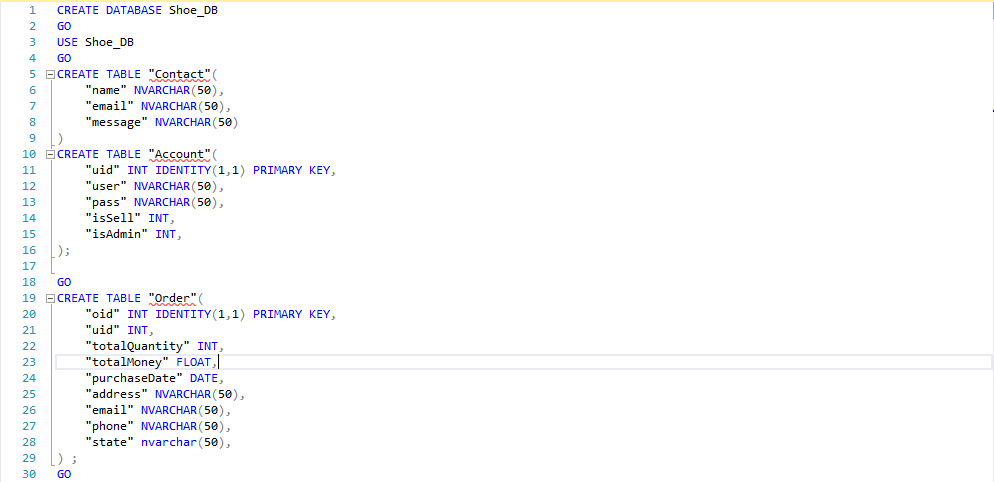 1 CREATE DATABASE Shoe_DB
2 GO
3 USE Shoe_DB
4 GO
5 CREATE TABLE "Contact"(
6 "name" NVARCHAR(50),
7 "email" NVARCHAR(50),
8 "message" NVARCHAR(50)
9 )
10 CREATE TABLE "Account"(
11 "uid" INT IDENTITY(1,1) PRIMARY KEY,
12 "user" NVARCHAR(50),
13 "pass" NVARCHAR(50),
14 "isSell" INT,
15 "isAdmin" INT,
16 );
17
18 GO
19 CREATE TABLE "Order"(
20 "oid" INT IDENTITY(1,1) PRIMARY KEY,
21 "uid" INT,
22 "totalQuantity" INT,
23 "totalMoney" FLOAT,
24 "purchaseDate" DATE,
25 "address" NVARCHAR(50),
26 "email" NVARCHAR(50),
27 "phone" NVARCHAR(50),
28 "state" nvarchar(50),
29 ) ;
30 GO